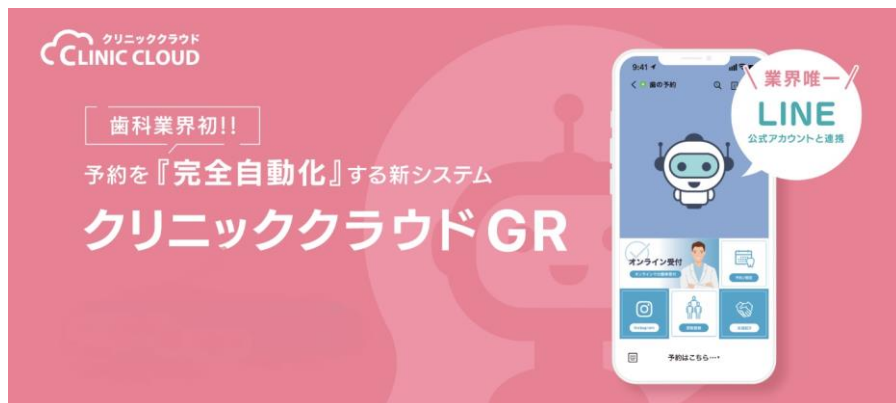 クリニッククラウド
CLINIC CLOUD
歯科業界初!!
予約を『完全自動化』する新システム
クリニッククラウド GR
9:41
歯の予約
業界唯一
LINE
公式アカウントと連携
オンライン受付
Instagram
予約はこちら